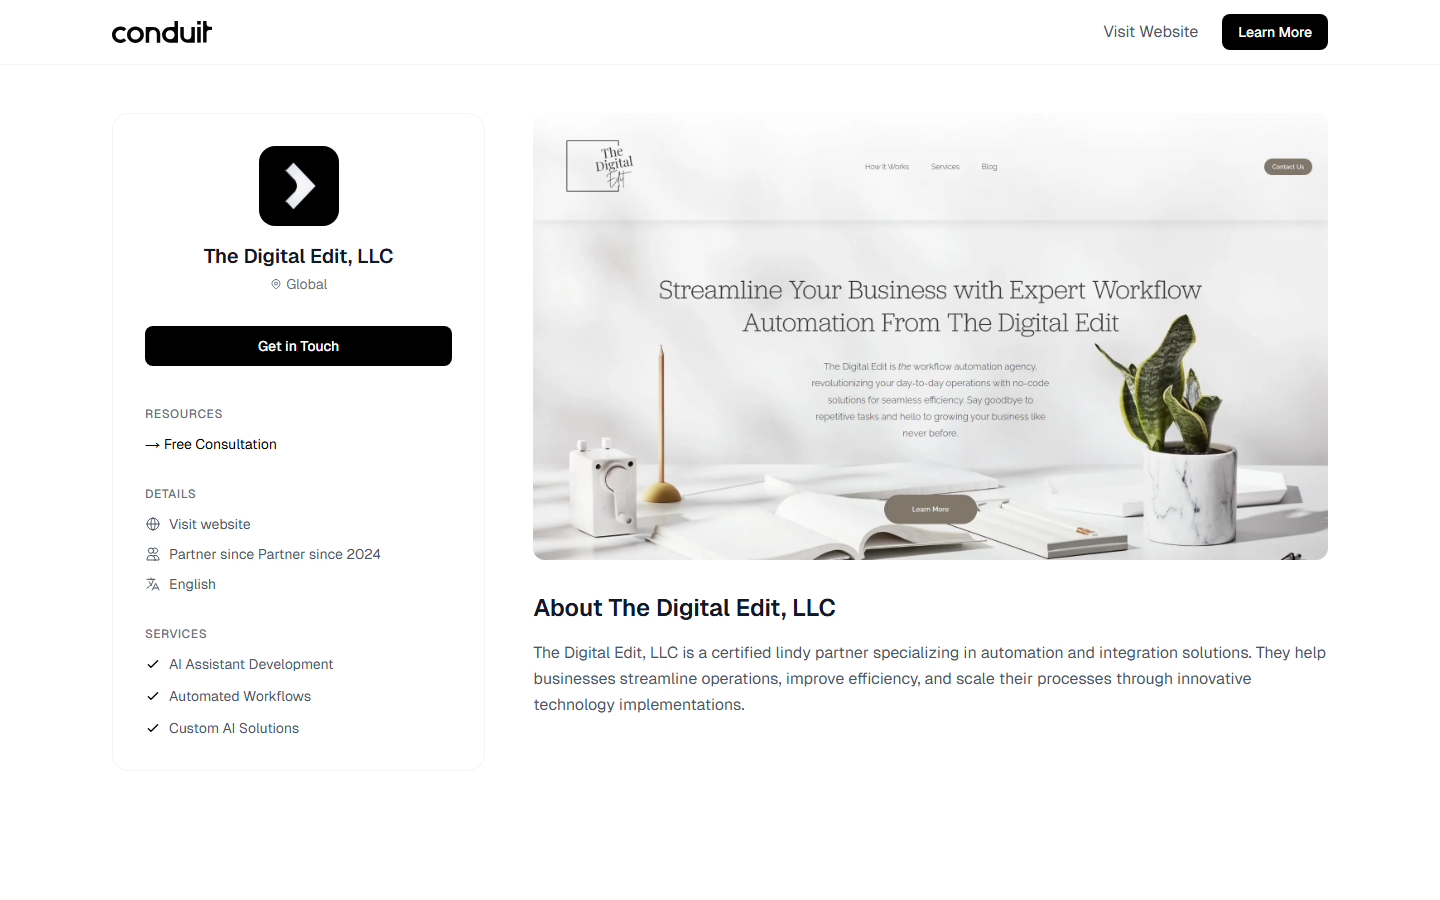 conduit
Visit Website
Learn More
The Digital Edit, LLC
Global
Get in Touch
RESOURCES
→ Free Consultation
DETAILS
Visit website
Partner since Partner since 2024
English
SERVICES
AI Assistant Development
Automated Workflows
Custom AI Solutions
The
Digital
Edit
How It Works
Services
Blog
Contact Us
Streamline Your Business with Expert Workflow
Automation From The Digital Edit
The Digital Edit is the workflow automation agency,
revolutionizing your day-to-day operations with no-code
solutions for seamless efficiency. Say goodbye to
repetitive tasks and hello to growing your business like
never before.
Learn More
About The Digital Edit, LLC
The Digital Edit, LLC is a certified lindy partner specializing in automation and integration solutions. They help
businesses streamline operations, improve efficiency, and scale their processes through innovative
technology implementations.